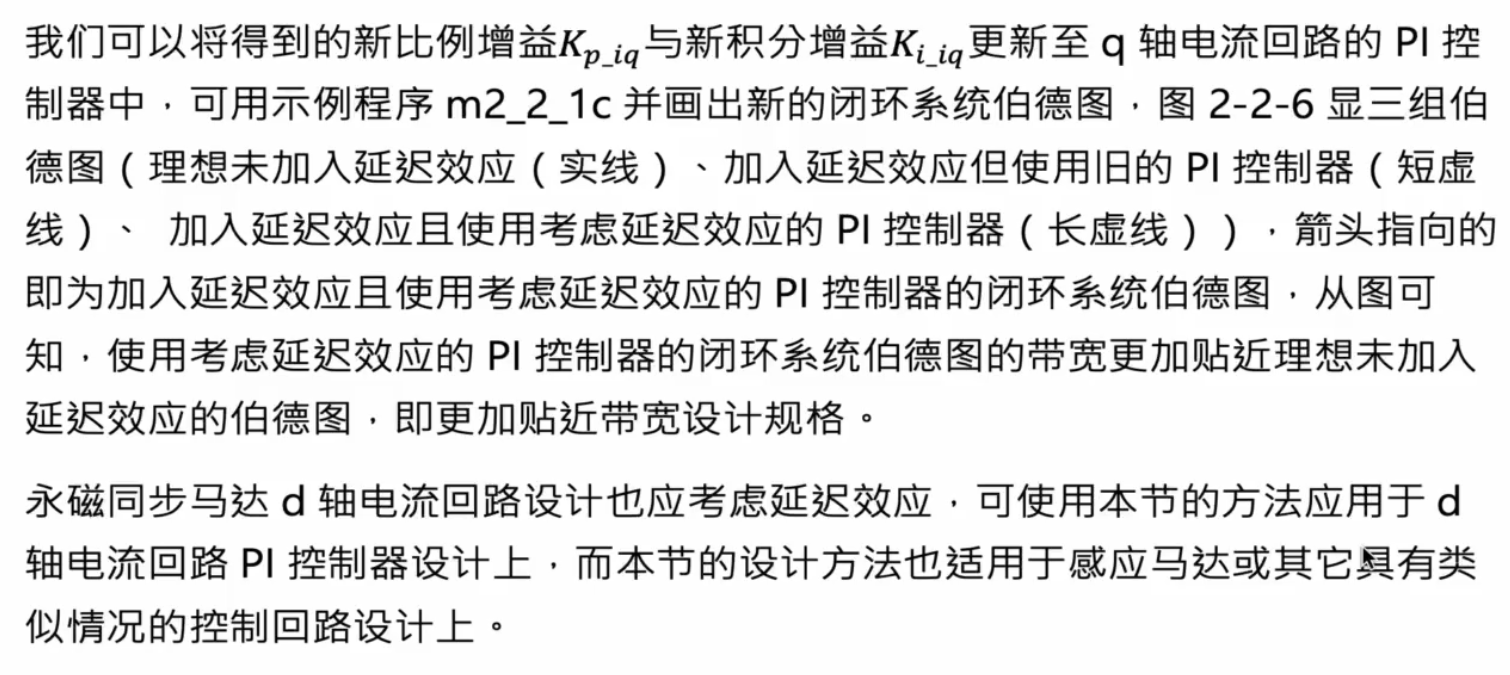 我们可以将得到的新比例增益K_{p_iq}与新积分增益K_{i_iq}更新至 q 轴电流回路的 PI 控
制器中，可用示例程序 m2_2_1c 并画出新的闭环系统伯德图，图 2-2-6 显三组伯
德图（理想未加入延迟效应（实线）、加入延迟效应但使用旧的 PI 控制器（短虚
线）、 加入延迟效应且使用考虑延迟效应的 PI 控制器（长虚线）），箭头指向的
即为加入延迟效应且使用考虑延迟效应的 PI 控制器的闭环系统伯德图，从图可
知，使用考虑延迟效应的 PI 控制器的闭环系统伯德图的带宽更加贴近理想未加入
延迟效应的伯德图，即更加贴近带宽设计规格。
永磁同步马达 d 轴电流回路设计也应考虑延迟效应，可使用本节的方法应用于 d
轴电流回路 PI 控制器设计上，而本节的设计方法也适用于感应马达或其它具有类
似情况的控制回路设计上。